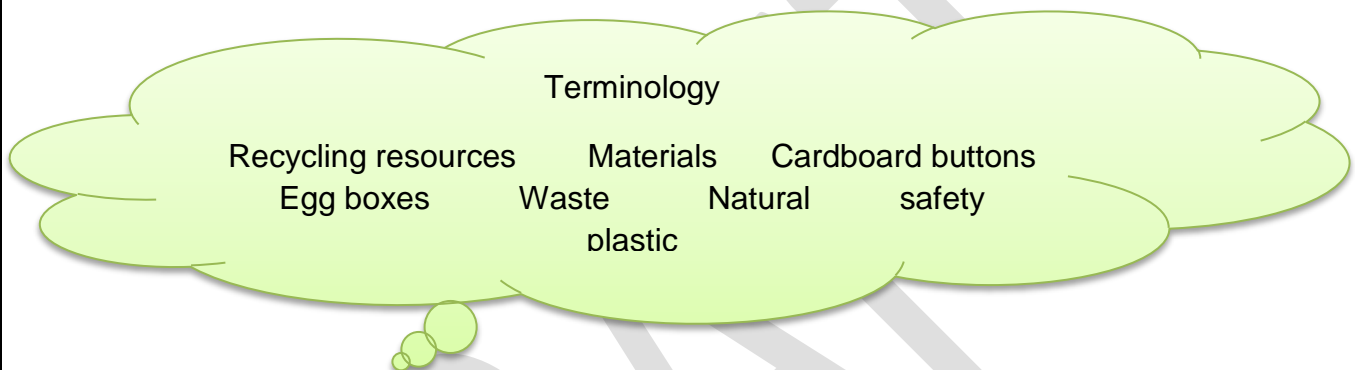 Terminology
Recycling resources Materials Cardboard buttons
Egg boxes Waste Natural safety
plastic